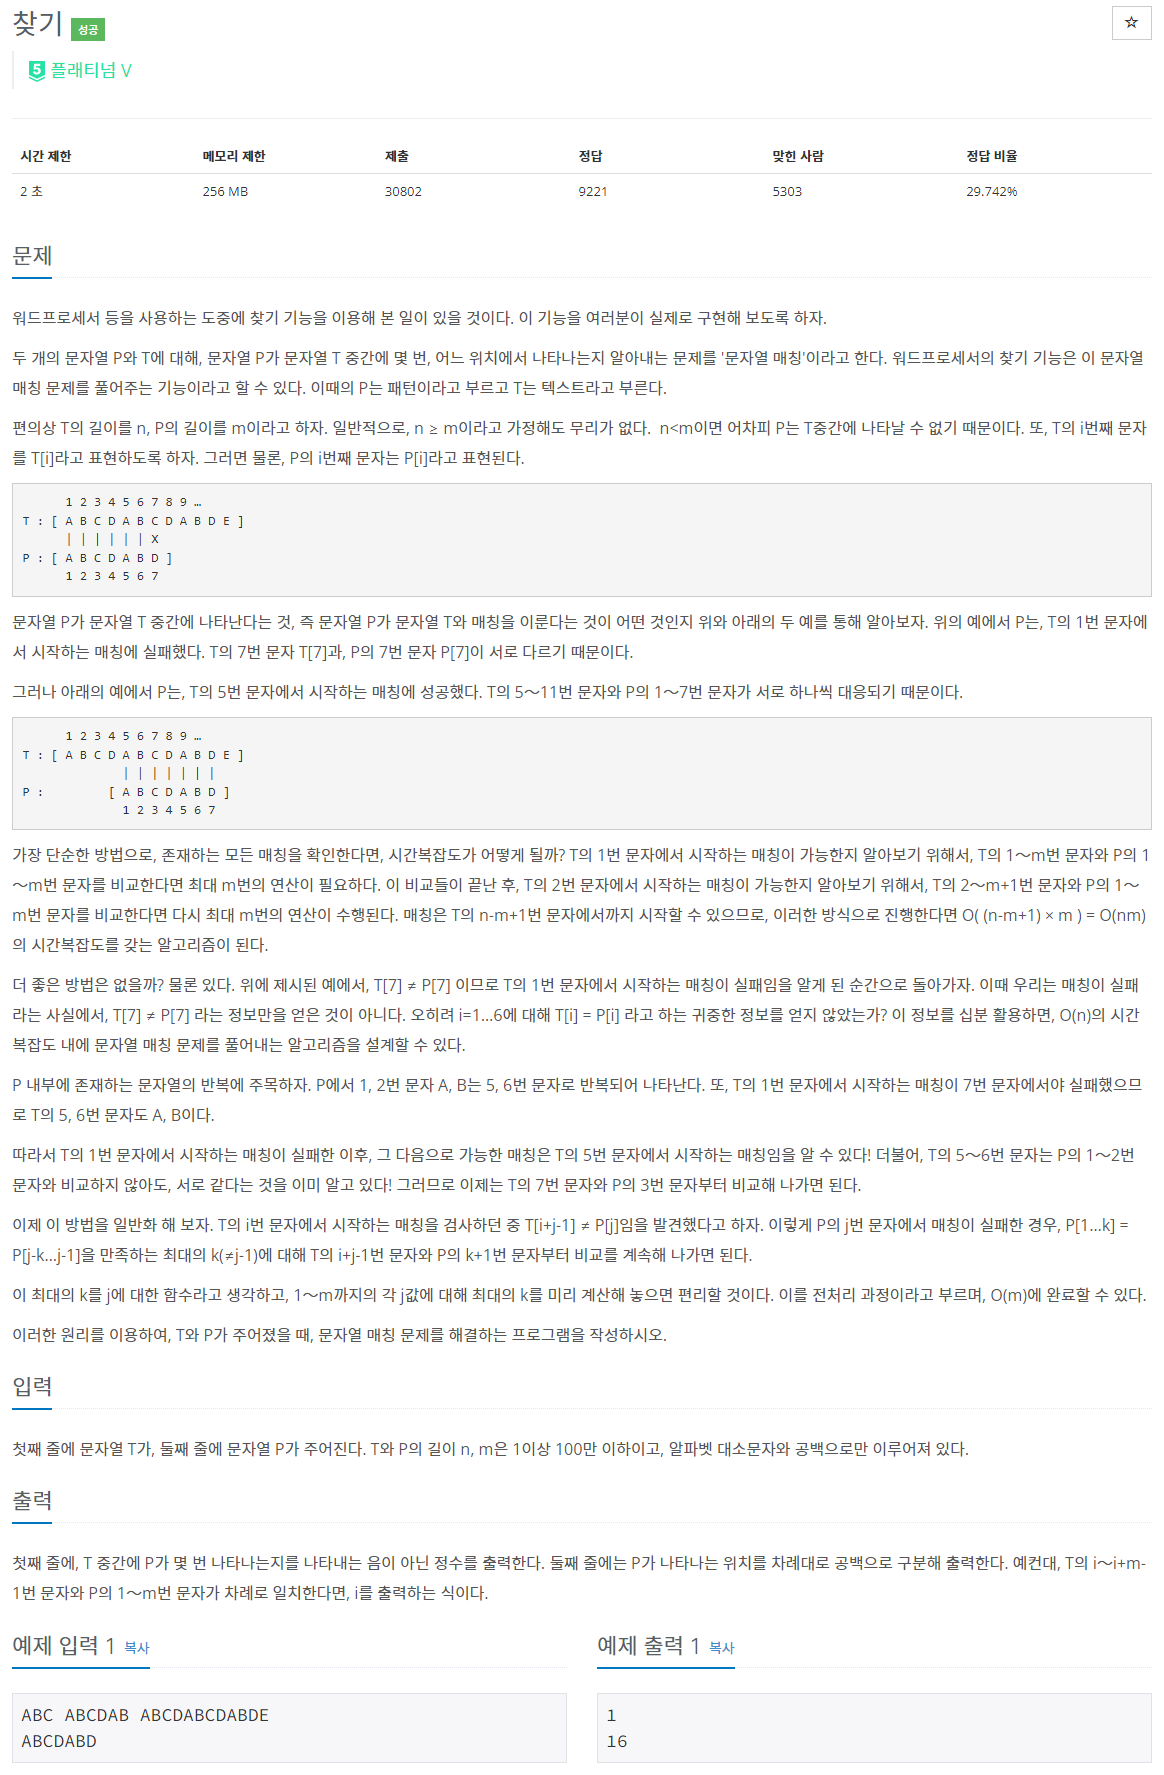 찾기 성공
☆
5 플래티넘 V
시간 제한 메모리 제한 제출 정답 맞힌 사람 정답 비율
2 초 256 MB 30802 9221 5303 29.742%
문제
워드프로세서 등을 사용하는 도중에 찾기 기능을 이용해 본 일이 있을 것이다. 이 기능을 여러분이 실제로 구현해 보도록 하자.
두 개의 문자열 P와 T에 대해, 문자열 P가 문자열 T 중간에 몇 번, 어느 위치에서 나타나는지 알아내는 문제를 '문자열 매칭'이라고 한다. 워드프로세서의 찾기 기능은 이 문자열
매칭 문제를 풀어주는 기능이라고 할 수 있다. 이때의 P는 패턴이라고 부르고 T는 텍스트라고 부른다.
편의상 T의 길이를 n, P의 길이를 m이라고 하자. 일반적으로, n ≥ m이라고 가정해도 무리가 없다. n<m이면 어차피 P는 T중간에 나타날 수 없기 때문이다. 또, T의 i번째 문자
를 T[i]라고 표현하도록 하자. 그러면 물론, P의 i번째 문자는 P[i]라고 표현된다.
1 2 3 4 5 6 7 8 9 …
T : [ A B C D A B C D A B D E ]
| | | | | | X
P : [ A B C D A B D ]
1 2 3 4 5 6 7
문자열 P가 문자열 T 중간에 나타난다는 것, 즉 문자열 P가 문자열 T와 매칭을 이룬다는 것이 어떤 것인지 위와 아래의 두 예를 통해 알아보자. 위의 예에서 P는, T의 1번 문자에
서 시작하는 매칭에 실패했다. T의 7번 문자 T[7]과, P의 7번 문자 P[7]이 서로 다르기 때문이다.
그러나 아래의 예에서 P는, T의 5번 문자에서 시작하는 매칭에 성공했다. T의 5～11번 문자와 P의 1～7번 문자가 서로 하나씩 대응되기 때문이다.
1 2 3 4 5 6 7 8 9 …
T : [ A B C D A B C D A B D E ]
| | | | | | |
P : [ A B C D A B D ]
1 2 3 4 5 6 7
가장 단순한 방법으로, 존재하는 모든 매칭을 확인한다면, 시간복잡도가 어떻게 될까? T의 1번 문자에서 시작하는 매칭이 가능한지 알아보기 위해서, T의 1～m번 문자와 P의 1
～m번 문자를 비교한다면 최대 m번의 연산이 필요하다. 이 비교들이 끝난 후, T의 2번 문자에서 시작하는 매칭이 가능한지 알아보기 위해서, T의 2～m+1번 문자와 P의 1～
m번 문자를 비교한다면 다시 최대 m번의 연산이 수행된다. 매칭은 T의 n-m+1번 문자에서까지 시작할 수 있으므로, 이러한 방식으로 진행한다면 O( (n-m+1) × m ) = O(nm)
의 시간복잡도를 갖는 알고리즘이 된다.
더 좋은 방법은 없을까? 물론 있다. 위에 제시된 예에서, T[7] ≠ P[7] 이므로 T의 1번 문자에서 시작하는 매칭이 실패임을 알게 된 순간으로 돌아가자. 이때 우리는 매칭이 실패
라는 사실에서, T[7] ≠ P[7] 라는 정보만을 얻은 것이 아니다. 오히려 i=1…6에 대해 T[i] = P[i] 라고 하는 귀중한 정보를 얻지 않았는가? 이 정보를 십분 활용하면, O(n)의 시간
복잡도 내에 문자열 매칭 문제를 풀어내는 알고리즘을 설계할 수 있다.
P 내부에 존재하는 문자열의 반복에 주목하자. P에서 1, 2번 문자 A, B는 5, 6번 문자로 반복되어 나타난다. 또, T의 1번 문자에서 시작하는 매칭이 7번 문자에서야 실패했으므
로 T의 5, 6번 문자도 A, B이다.
따라서 T의 1번 문자에서 시작하는 매칭이 실패한 이후, 그 다음으로 가능한 매칭은 T의 5번 문자에서 시작하는 매칭임을 알 수 있다! 더불어, T의 5～6번 문자는 P의 1～2번
문자와 비교하지 않아도, 서로 같다는 것을 이미 알고 있다! 그러므로 이제는 T의 7번 문자와 P의 3번 문자부터 비교해 나가면 된다.
이제 이 방법을 일반화 해 보자. T의 i번 문자에서 시작하는 매칭을 검사하던 중 T[i+j-1] ≠ P[j]임을 발견했다고 하자. 이렇게 P의 j번 문자에서 매칭이 실패한 경우, P[1…k] =
P[j-k…j-1]을 만족하는 최대의 k(≠j-1)에 대해 T의 i+j-1번 문자와 P의 k+1번 문자부터 비교를 계속해 나가면 된다.
이 최대의 k를 j에 대한 함수라고 생각하고, 1～m까지의 각 j값에 대해 최대의 k를 미리 계산해 놓으면 편리할 것이다. 이를 전처리 과정이라고 부르며, O(m)에 완료할 수 있다.
이러한 원리를 이용하여, T와 P가 주어졌을 때, 문자열 매칭 문제를 해결하는 프로그램을 작성하시오.
입력
첫째 줄에 문자열 T가, 둘째 줄에 문자열 P가 주어진다. T와 P의 길이 n, m은 1이상 100만 이하이고, 알파벳 대소문자와 공백으로만 이루어져 있다.
출력
첫째 줄에, T 중간에 P가 몇 번 나타나는지를 나타내는 음이 아닌 정수를 출력한다. 둘째 줄에는 P가 나타나는 위치를 차례대로 공백으로 구분해 출력한다. 예컨대, T의 i～i+m-
1번 문자와 P의 1～m번 문자가 차례로 일치한다면, i를 출력하는 식이다.
예제 입력 1 복사
ABC ABCDAB ABCDABCDABDE
ABCDABD
예제 출력 1 복사
1
16